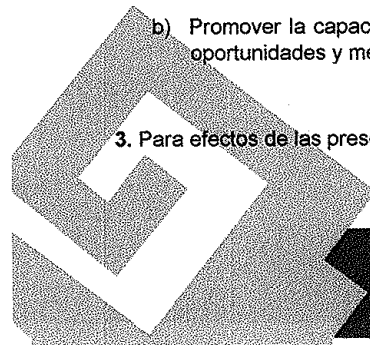 b) Promover la capac
oportunidades y me
3. Para efectos de las pres